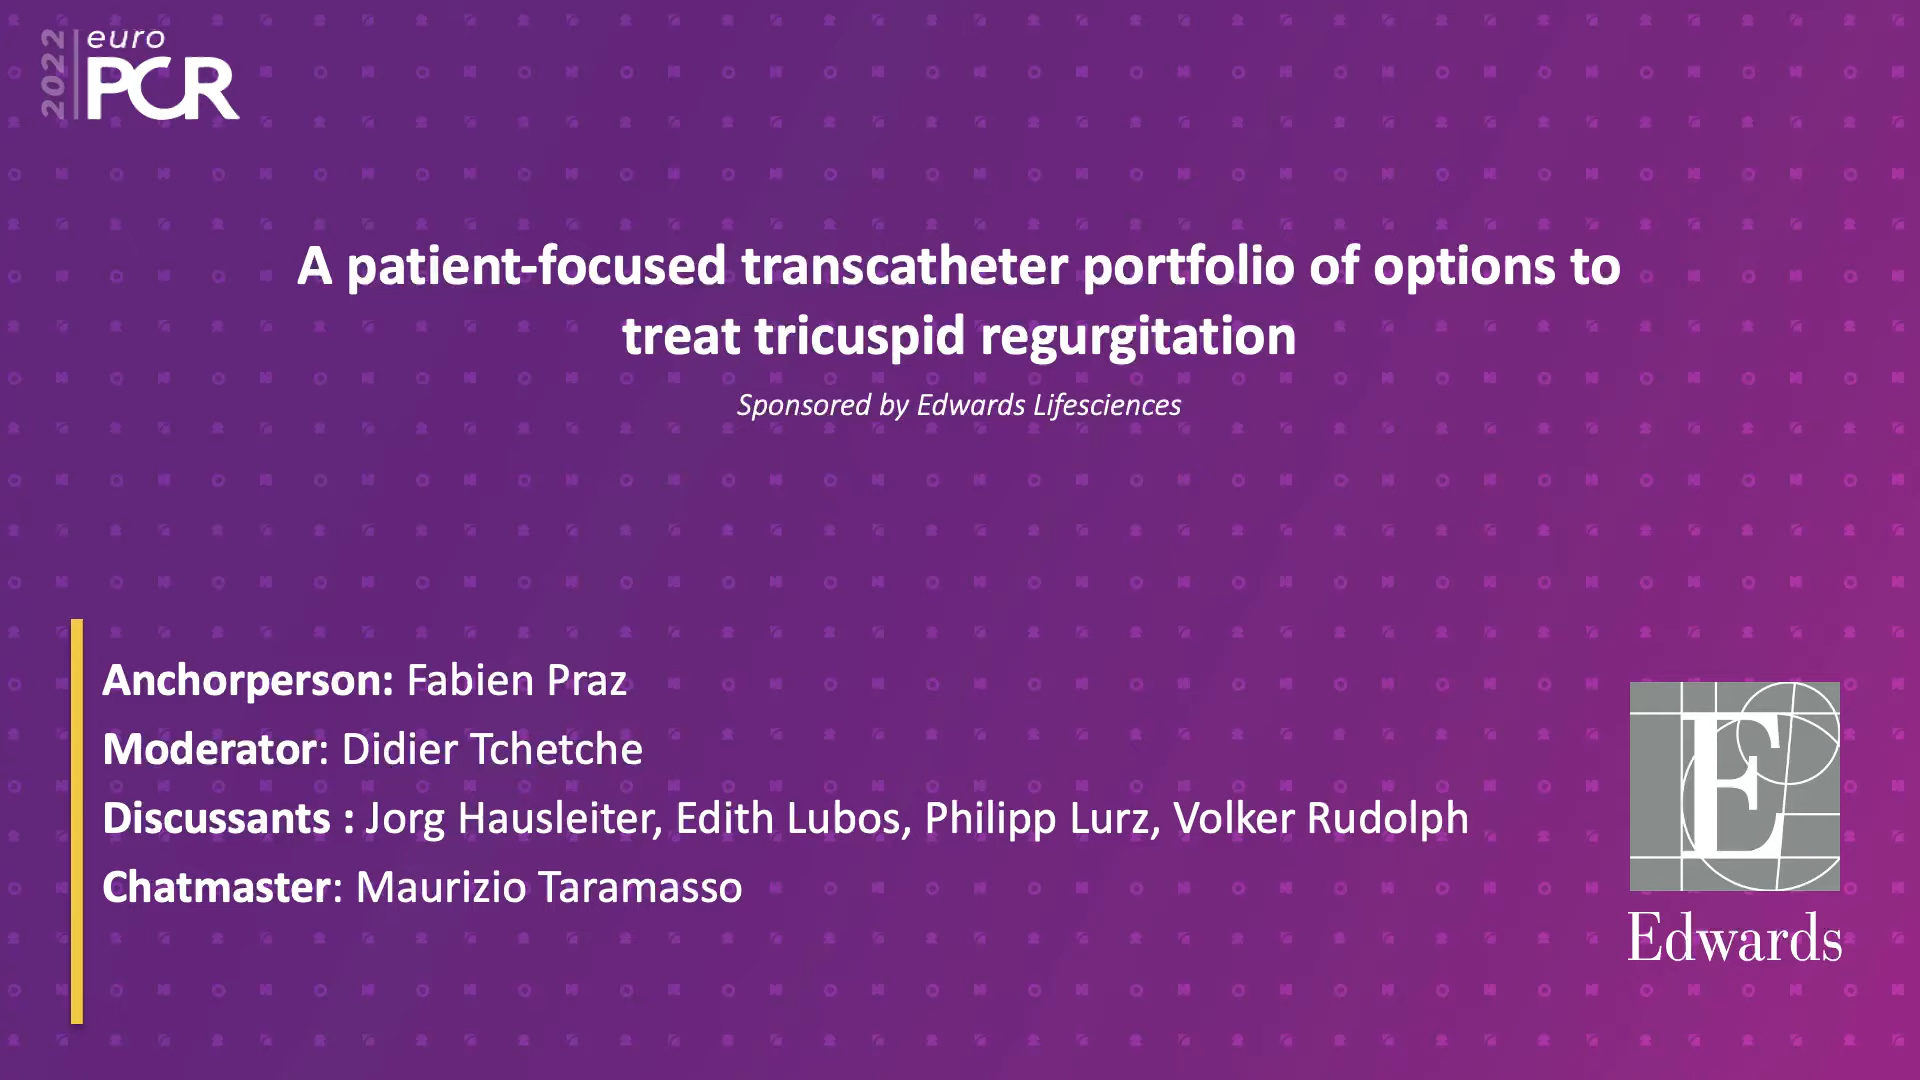 2022
euro
PCR
A patient-focused transcatheter portfolio of options to
treat tricuspid regurgitation
Sponsored by Edwards Lifesciences
Anchorperson: Fabien Praz
Moderator: Didier Tchetche
Discussants : Jorg Hausleiter, Edith Lubos, Philipp Lurz, Volker Rudolph
Chatmaster: Maurizio Taramasso
E
Edwards